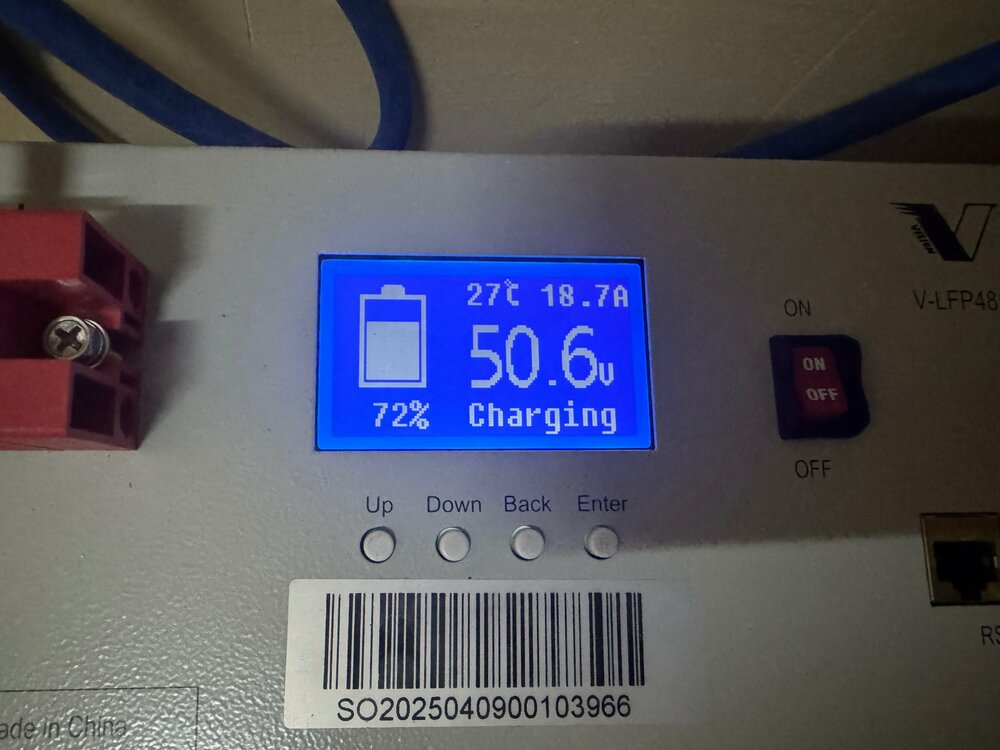 VISION
V-LFP48
27℃ 18.7A
50.6V
72% Charging
ON
ON
OFF
OFF
Up Down Back Enter
SO2025040900103966
RS
ade in China